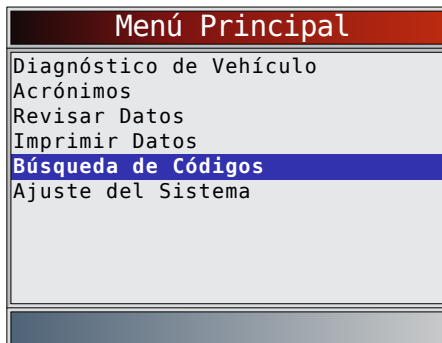 Menú Principal
Diagnóstico de Vehículo
Acrónimos
Revisar Datos
Imprimir Datos
Búsqueda de Códigos
Ajuste del Sistema